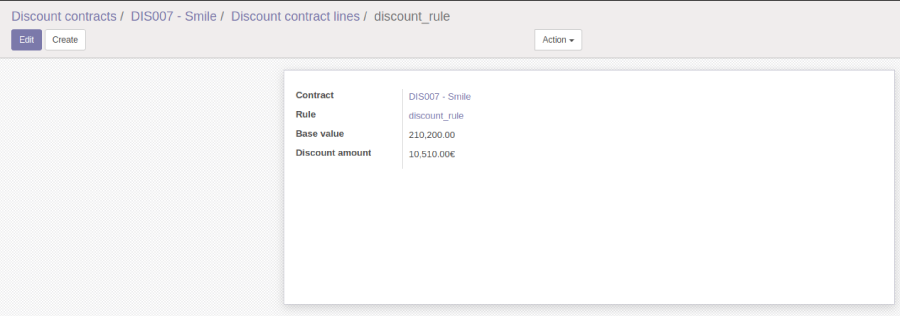 Discount contracts / DIS007 - Smile / Discount contract lines / discount_rule
Edit Create Action
Contract DIS007 - Smile
Rule discount_rule
Base value 210,200.00
Discount amount 10,510.00€